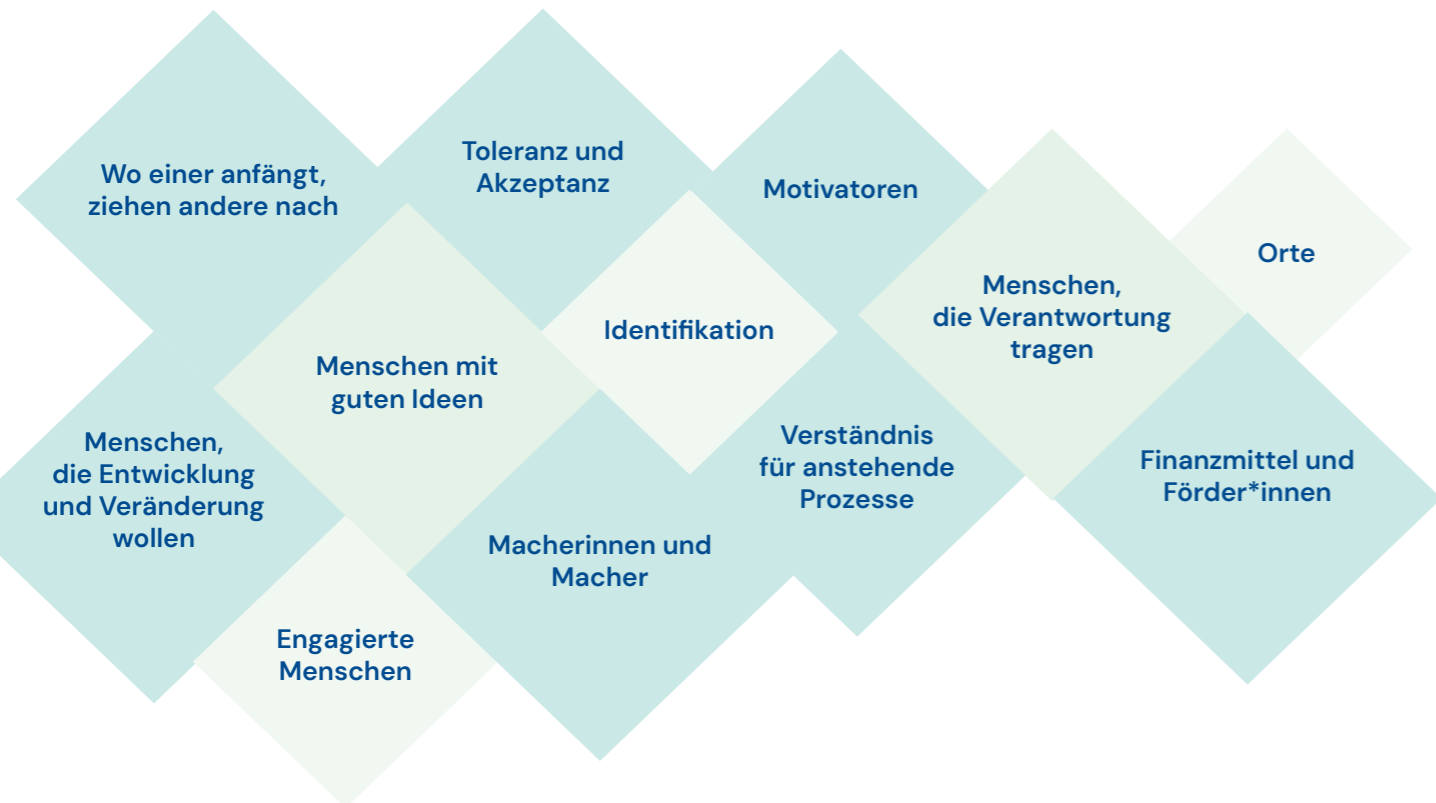 Wo einer anfängt,
ziehen andere nach
Toleranz und
Akzeptanz
Motivatoren
Orte
Menschen,
die Verantwortung
tragen
Identifikation
Menschen mit
guten Ideen
Menschen,
die Entwicklung
und Veränderung
wollen
Verständnis
für anstehende
Prozesse
Finanzmittel und
Förder*innen
Macherinnen und
Macher
Engagierte
Menschen